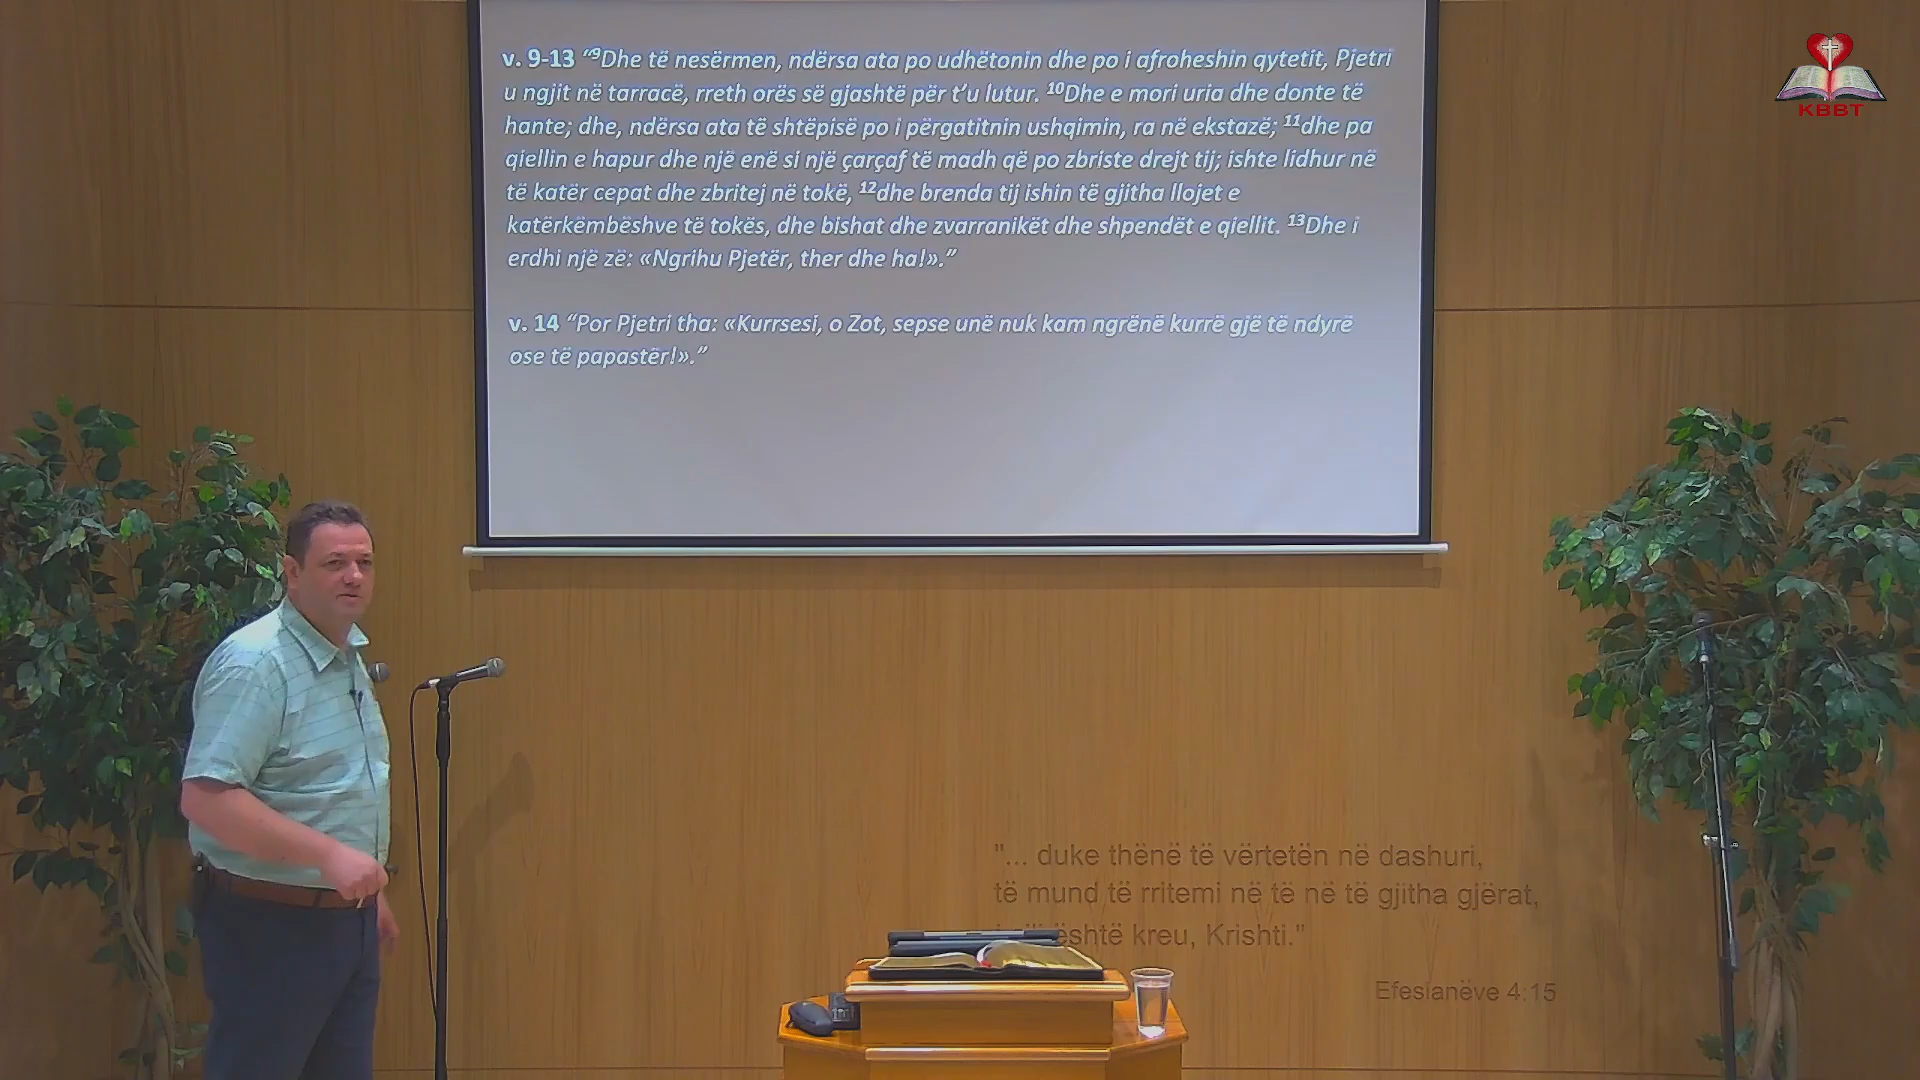 v. 9-13 “⁹Dhe të nesërmen, ndërsa ata po udhëtonin dhe po i afroheshin qytetit, Pjetri
u ngjit në tarracë, rreth orës së gjashtë për t’u lutur. ¹⁰Dhe e mori uria dhe donte të
hante; dhe, ndërsa ata të shtëpisë po i përgatitnin ushqimin, ra në ekstazë; ¹¹dhe pa
qiellin e hapur dhe një enë si një çarçaf të madh që po zbriste drejt tij; ishte lidhur në
të katër cepat dhe zbritej në tokë, ¹²dhe brenda tij ishin të gjitha llojet e
katërkëmbëshve të tokës, dhe bishat dhe zvarranikët dhe shpendët e qiellit. ¹³Dhe i
erdhi një zë: «Ngrihu Pjetër, ther dhe ha!».”
v. 14 “Por Pjetri tha: «Kurrsesi, o Zot, sepse unë nuk kam ngrënë kurrë gjë të ndyrë
ose të papastër!».”
KBBT
"... duke thënë të vërtetën në dashuri,
të mund të rritemi në të në të gjitha gjërat,
është kreu, Krishti."
Efesianëve 4:15